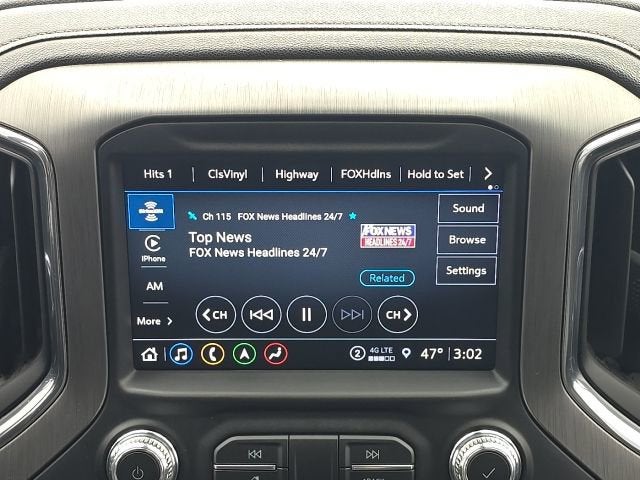 Hits 1 ClsVinyl Highway FOXHdlns Hold to Set
Ch 115 FOX News Headlines 24/7
Top News
FOX News Headlines 24/7
FOX NEWS
HEADLINES 24/7
Related
Sound
Browse
Settings
iPhone
AM
More
CH
CH
2 4G LTE 47° 3:02